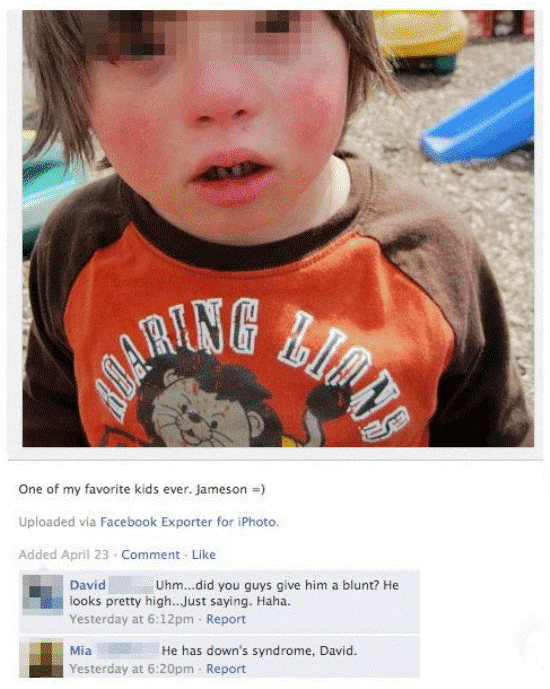 ROARING LIONS
One of my favorite kids ever. Jameson =)
Uploaded via Facebook Exporter for iPhoto.
Added April 23 · Comment · Like
David Uhm...did you guys give him a blunt? He
looks pretty high...Just saying. Haha.
Yesterday at 6:12pm · Report
Mia He has down's syndrome, David.
Yesterday at 6:20pm · Report